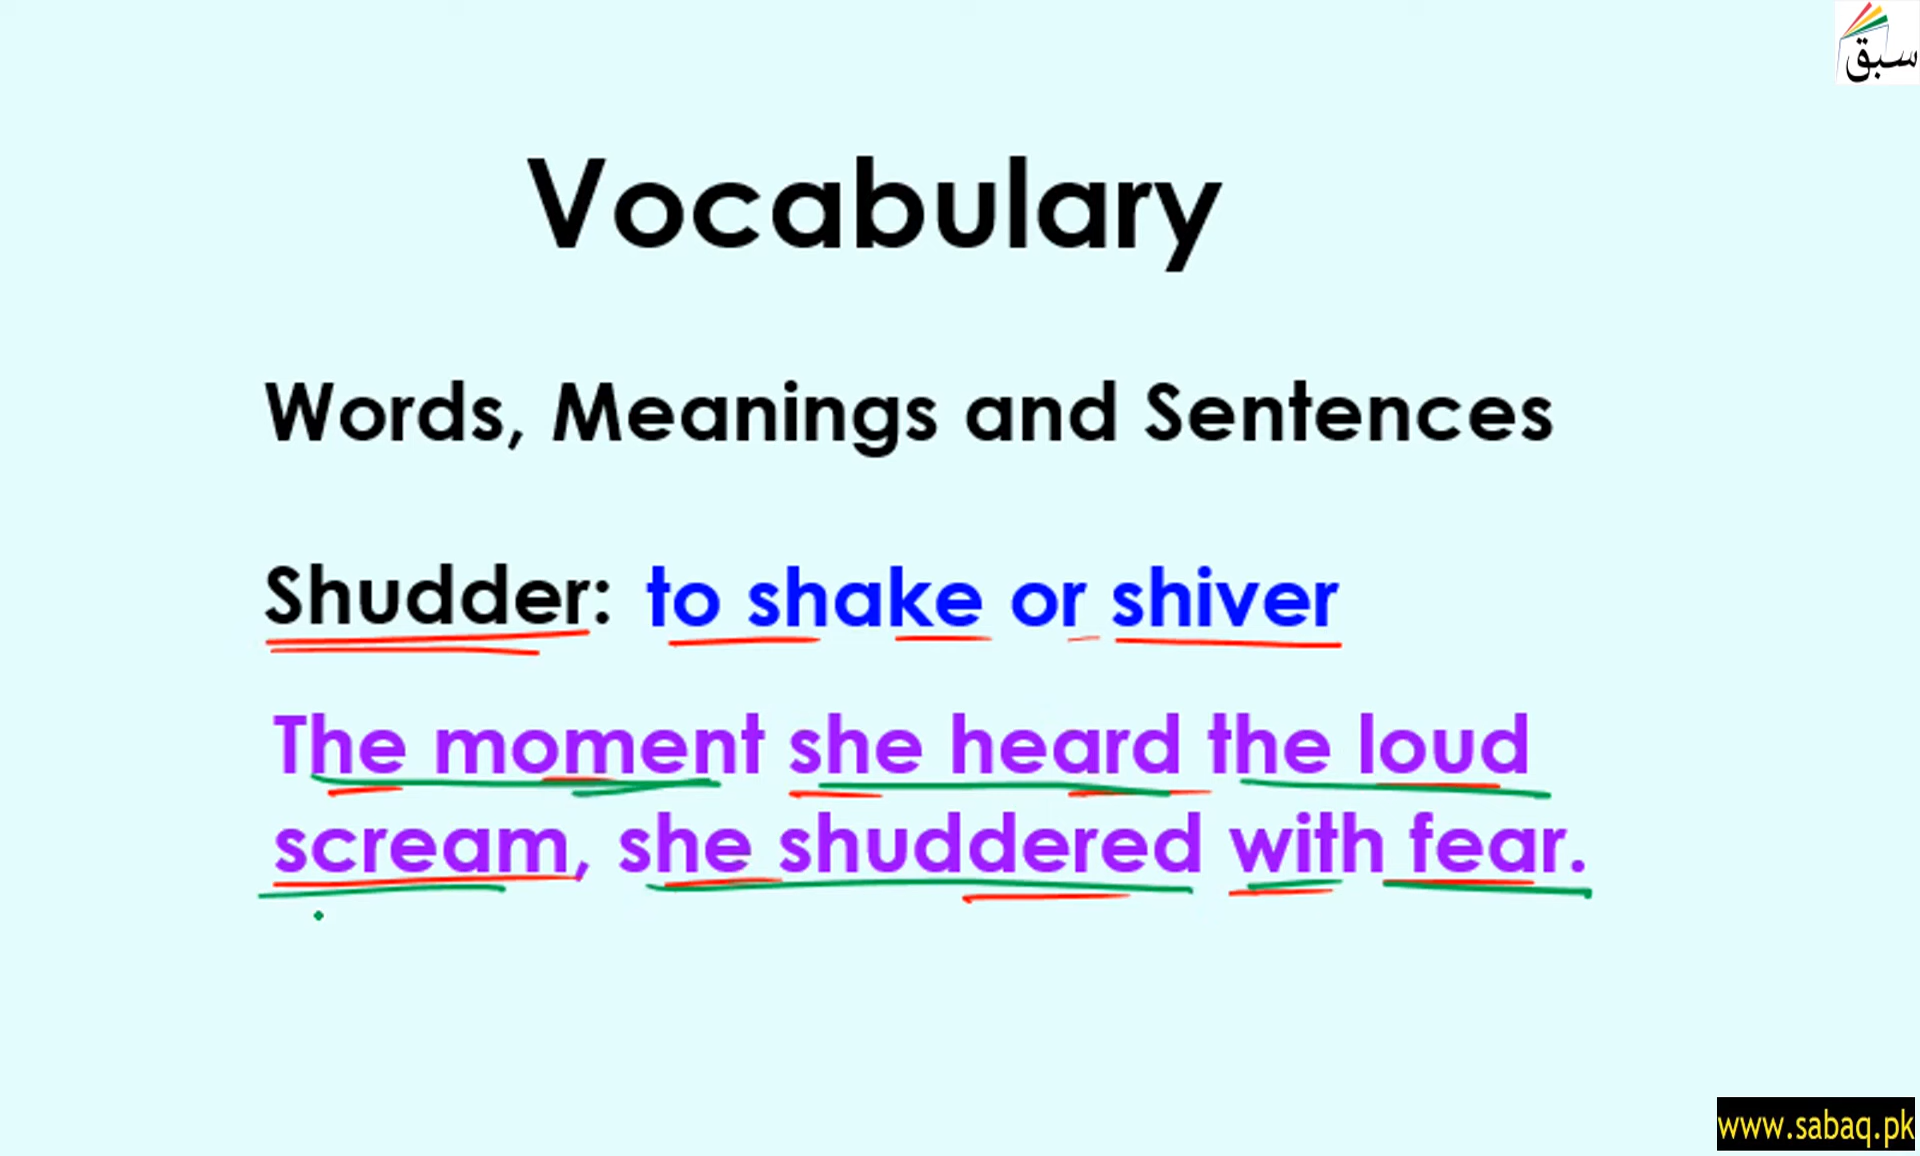 سبق
Vocabulary
Words, Meanings and Sentences
Shudder: to shake or shiver
The moment she heard the loud
scream, she shuddered with fear.
www.sabaq.pk